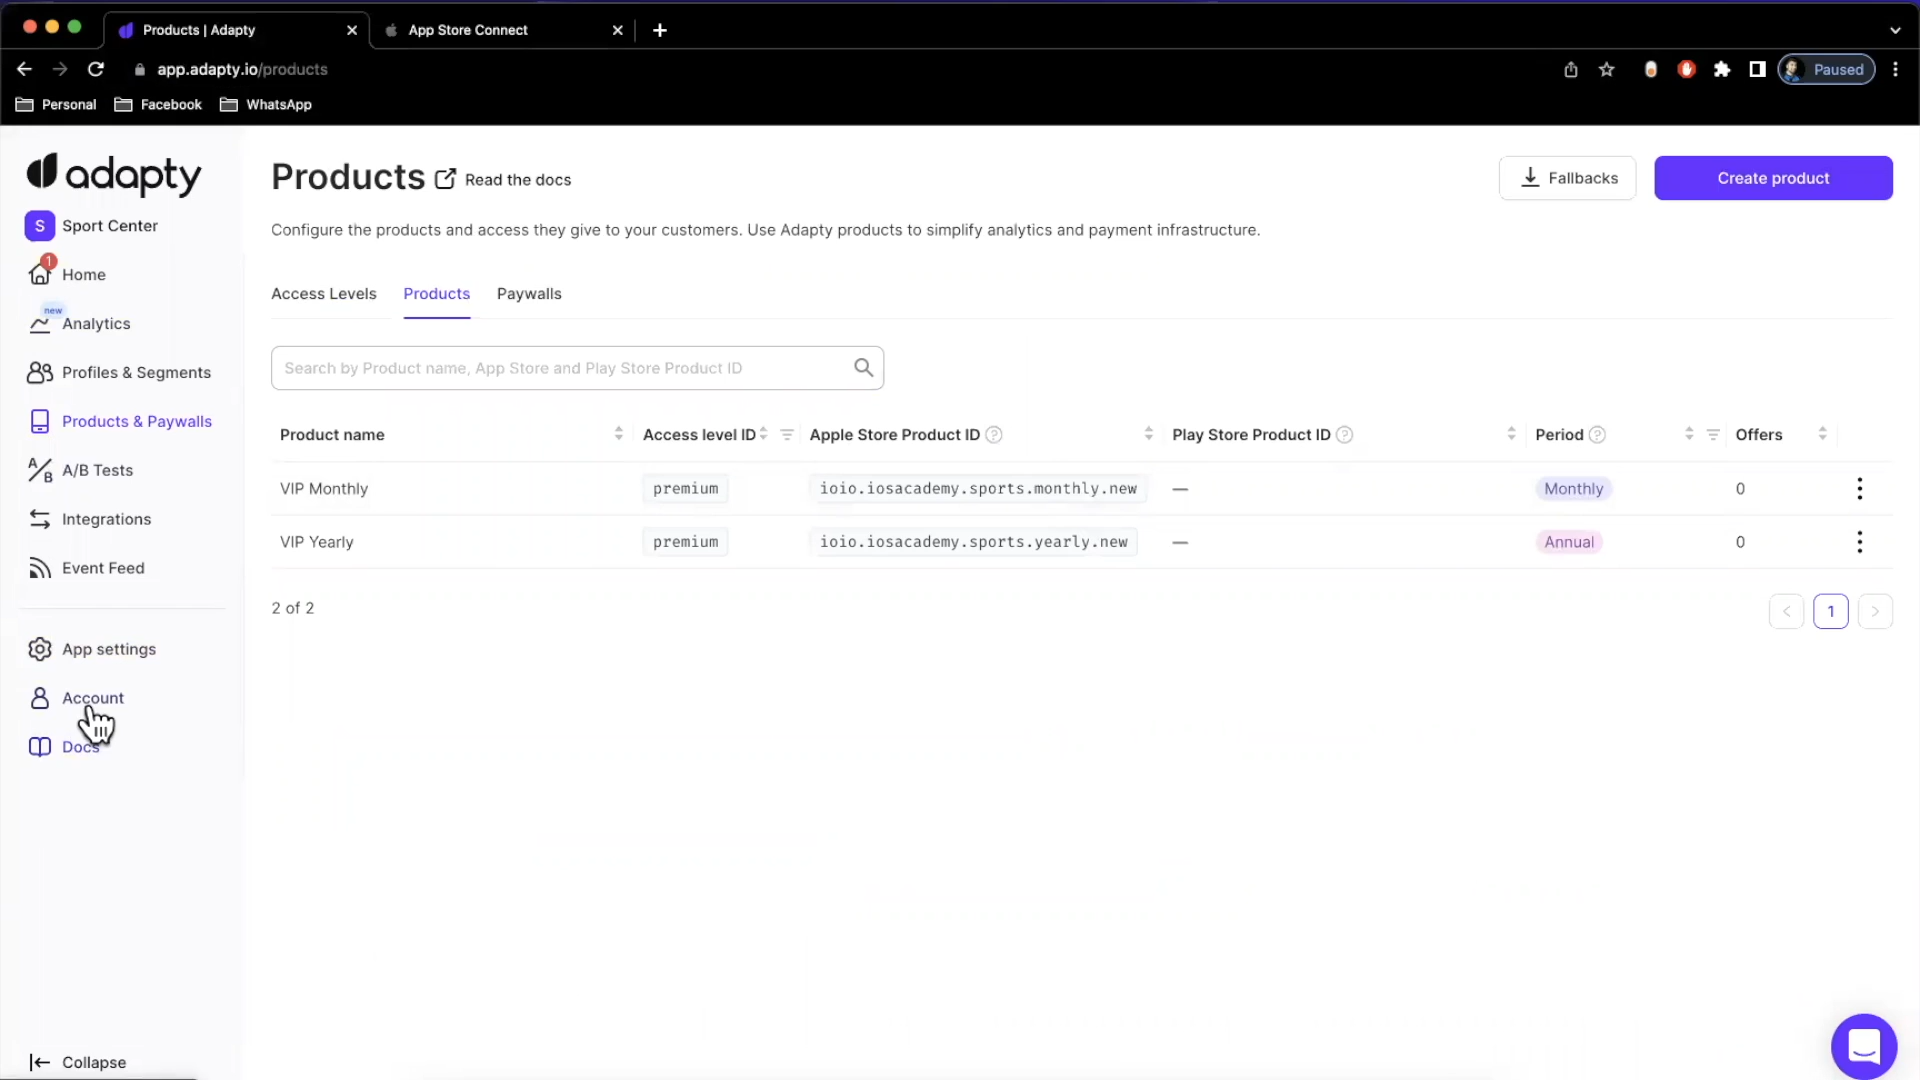 Products | Adapty
App Store Connect
app.adapty.io/products
Paused
Personal
Facebook
WhatsApp
adapty
S Sport Center
1
Home
new
Analytics
Profiles & Segments
Products & Paywalls
A/B A/B Tests
Integrations
Event Feed
App settings
Account
Docs
Collapse
Products Read the docs
Fallbacks
Create product
Configure the products and access they give to your customers. Use Adapty products to simplify analytics and payment infrastructure.
Access Levels Products Paywalls
Search by Product name, App Store and Play Store Product ID
Product name Access level ID Apple Store Product ID ? Play Store Product ID ? Period ? Offers
VIP Monthly premium ioio.iosacademy.sports.monthly.new — Monthly 0
VIP Yearly premium ioio.iosacademy.sports.yearly.new — Annual 0
2 of 2
< 1 >